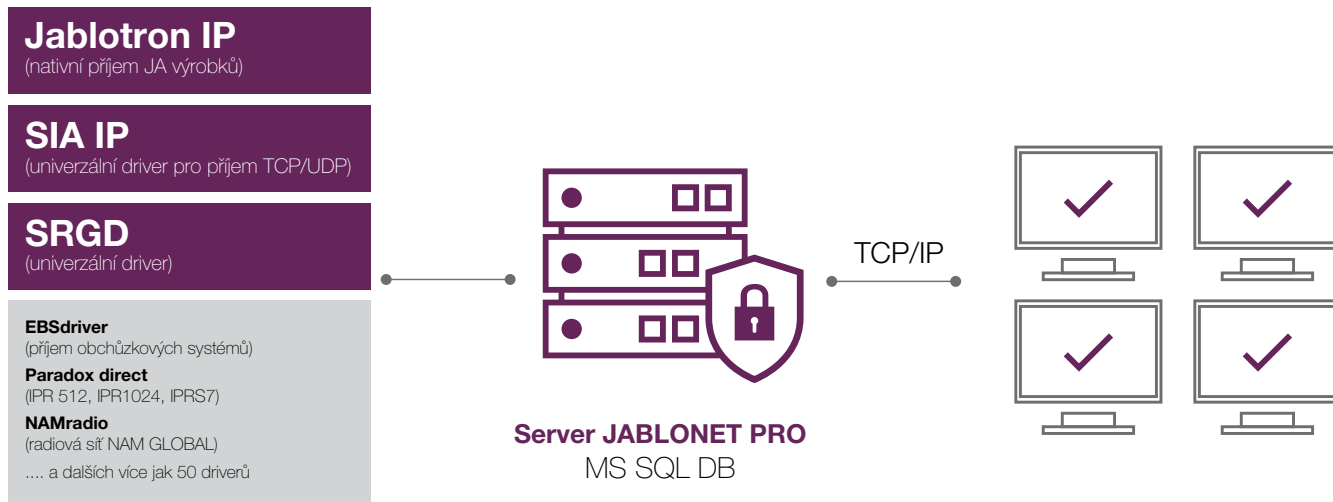 Jablotron IP
(nativní příjem JA výrobků)
SIA IP
(univerzální driver pro příjem TCP/UDP)
SRGD
(univerzální driver)
EBSdriver
(příjem obchůzkových systémů)
Paradox direct
(IPR 512, IPR1024, IPRS7)
NAMradio
(radiová síť NAM GLOBAL)
.... a dalších více jak 50 driverů
Server JABLONET PRO
MS SQL DB
TCP/IP